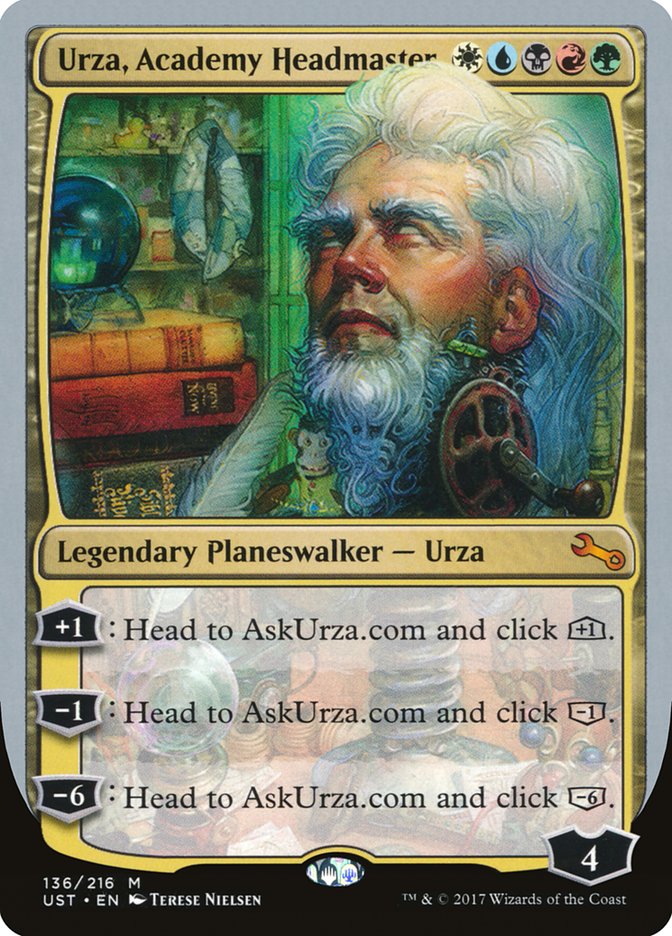 Urza, Academy Headmaster
Legendary Planeswalker — Urza
+1 : Head to AskUrza.com and click +1.
-1 : Head to AskUrza.com and click -1.
-6 : Head to AskUrza.com and click -6.
4
136/216 M
UST • EN Terese Nielsen
™ & © 2017 Wizards of the Coast